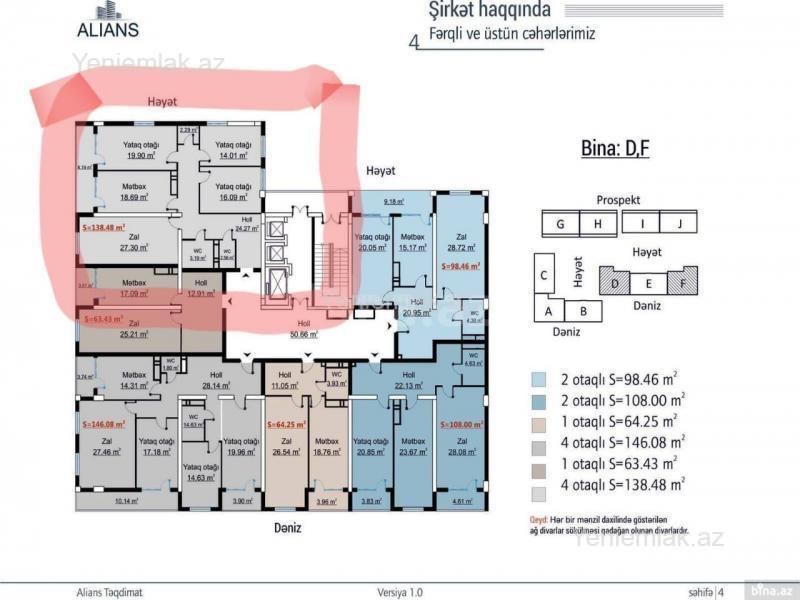 ALIANS
Şirkət haqqında
Fərqli ve üstün cəhərlərimiz
4
Yeniemlak.az
Həyət
2.29 m²
Yataq otağı
19.90 m²
Yataq otağı
14.01 m²
Mətbəx
18.69 m²
Yataq otağı
16.09 m²
Holl
24.27 m²
S=138.48 m²
Zal
27.30 m²
WC
3.19 m²
WC
2.56 m²
Mətbəx
17.09 m²
Holl
12.91 m²
S=63.43 m²
Zal
25.21 m²
Holl
50.66 m²
Həyət
9.18 m²
Yataq otağı
20.05 m²
Mətbəx
15.17 m²
Zal
28.72 m²
S=98.46 m²
Holl
20.95 m²
WC
4.30 m²
3.74 m²
Mətbəx
14.31 m²
WC
1.80 m²
Holl
28.14 m²
Holl
11.05 m²
WC
3.93 m²
Holl
22.13 m²
WC
4.63 m²
S=146.08 m²
Zal
27.46 m²
Yataq otağı
17.18 m²
WC
14.63 m²
Yataq otağı
14.63 m²
Yataq otağı
19.96 m²
S=64.25 m²
Zal
26.54 m²
Mətbəx
18.76 m²
Yataq otağı
20.85 m²
Mətbəx
23.67 m²
S=108.00 m²
Zal
28.08 m²
10.14 m²
3.90 m²
3.96 m²
3.83 m²
4.61 m²
Dəniz
Bina: D,F
Prospekt
G H I J
Həyət
C
Həyət
D E F
A B
Dəniz
Dəniz
2 otaqlı S=98.46 m²
2 otaqlı S=108.00 m²
1 otaqlı S=64.25 m²
4 otaqlı S=146.08 m²
1 otaqlı S=63.43 m²
4 otaqlı S=138.48 m²
Qeyd: Hər bir mənzil daxilində göstərilən
ağ divarlar sökülməsi qadağan olunan divarlardır.
Yeniemlak.az
Alians Təqdimat
Versiya 1.0
səhifə | 4
bina.az